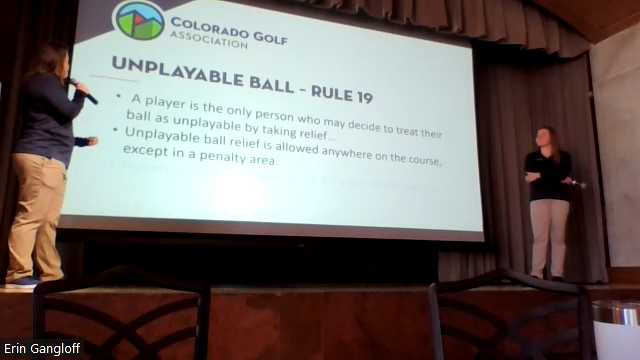 COLORADO GOLF
ASSOCIATION
UNPLAYABLE BALL - RULE 19
• A player is the only person who may decide to treat their
ball as unplayable by taking relief...
• Unplayable ball relief is allowed anywhere on the course,
except in a penalty area
Erin Gangloff